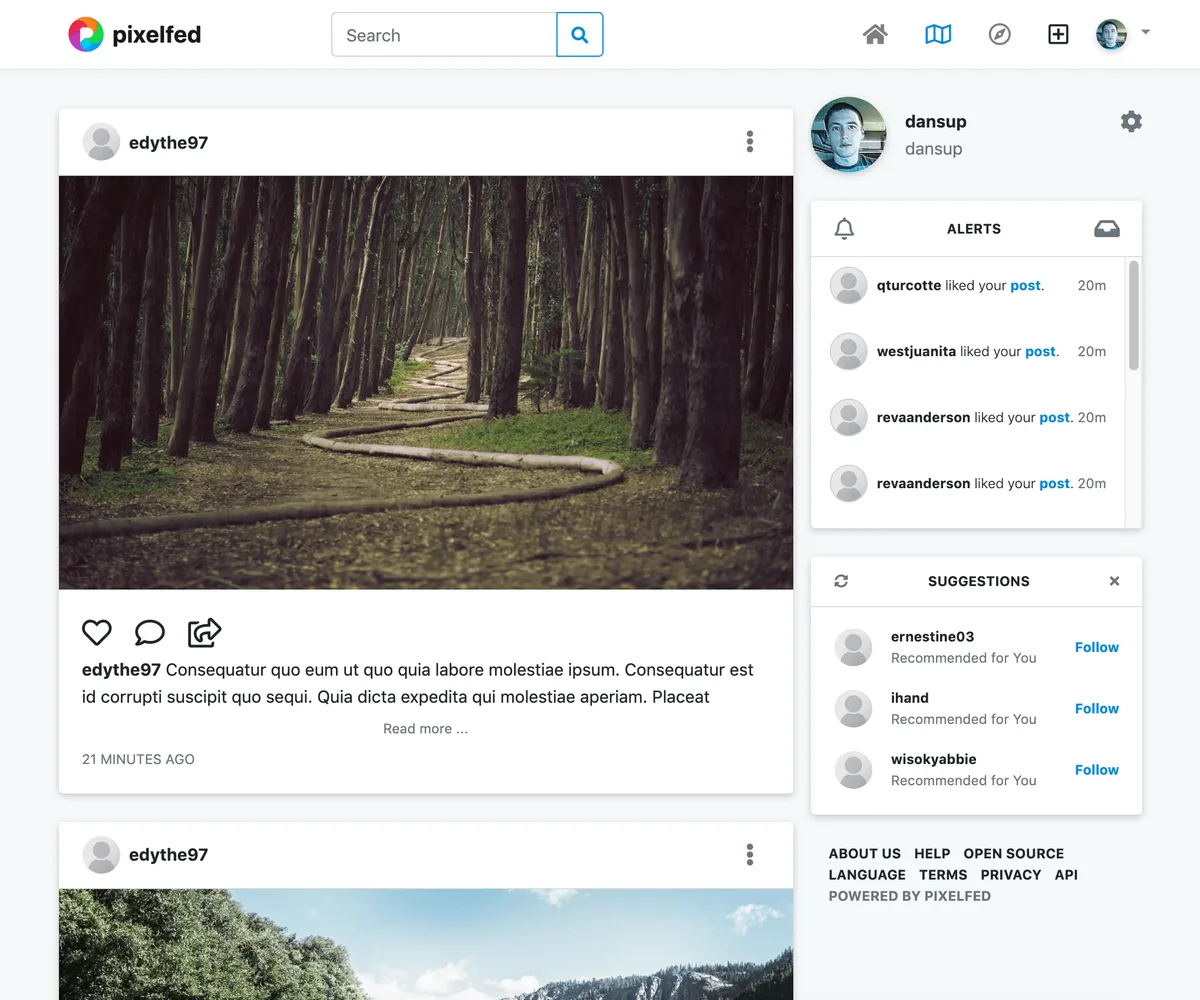 pixelfed
Search
edythe97
edythe97 Consequatur quo eum ut quo quia labore molestiae ipsum. Consequatur est
id corrupti suscipit quo sequi. Quia dicta expedita qui molestiae aperiam. Placeat
Read more ...
21 MINUTES AGO
edythe97
dansup
dansup
ALERTS
qturcotte liked your post. 20m
westjuanita liked your post. 20m
revaanderson liked your post. 20m
revaanderson liked your post. 20m
SUGGESTIONS
ernestine03
Recommended for You
Follow
ihand
Recommended for You
Follow
wisokyabbie
Recommended for You
Follow
ABOUT US HELP OPEN SOURCE
LANGUAGE TERMS PRIVACY API
POWERED BY PIXELFED